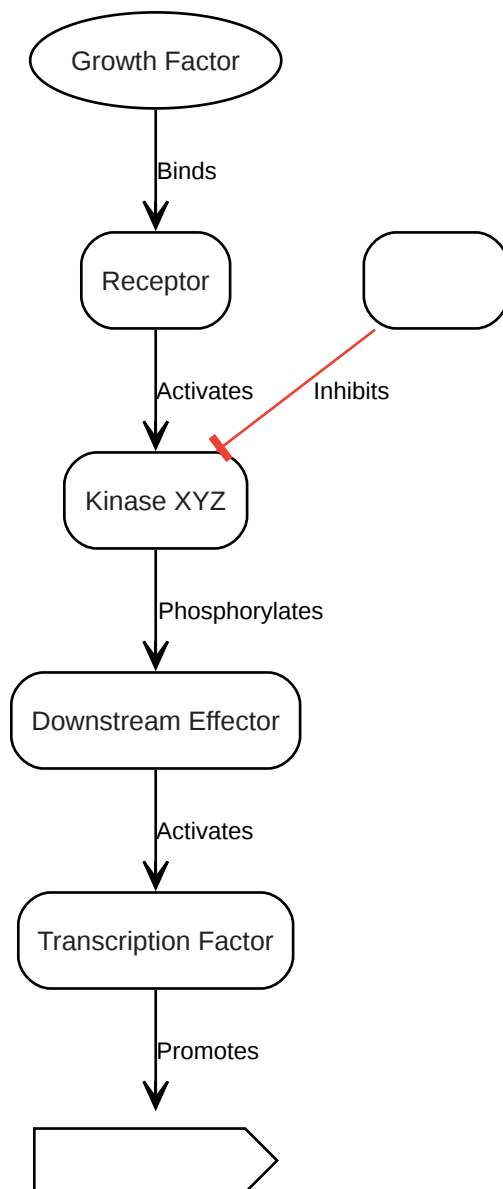 Growth Factor
Binds
Receptor
Activates
Inhibits
Kinase XYZ
Phosphorylates
Downstream Effector
Activates
Transcription Factor
Promotes